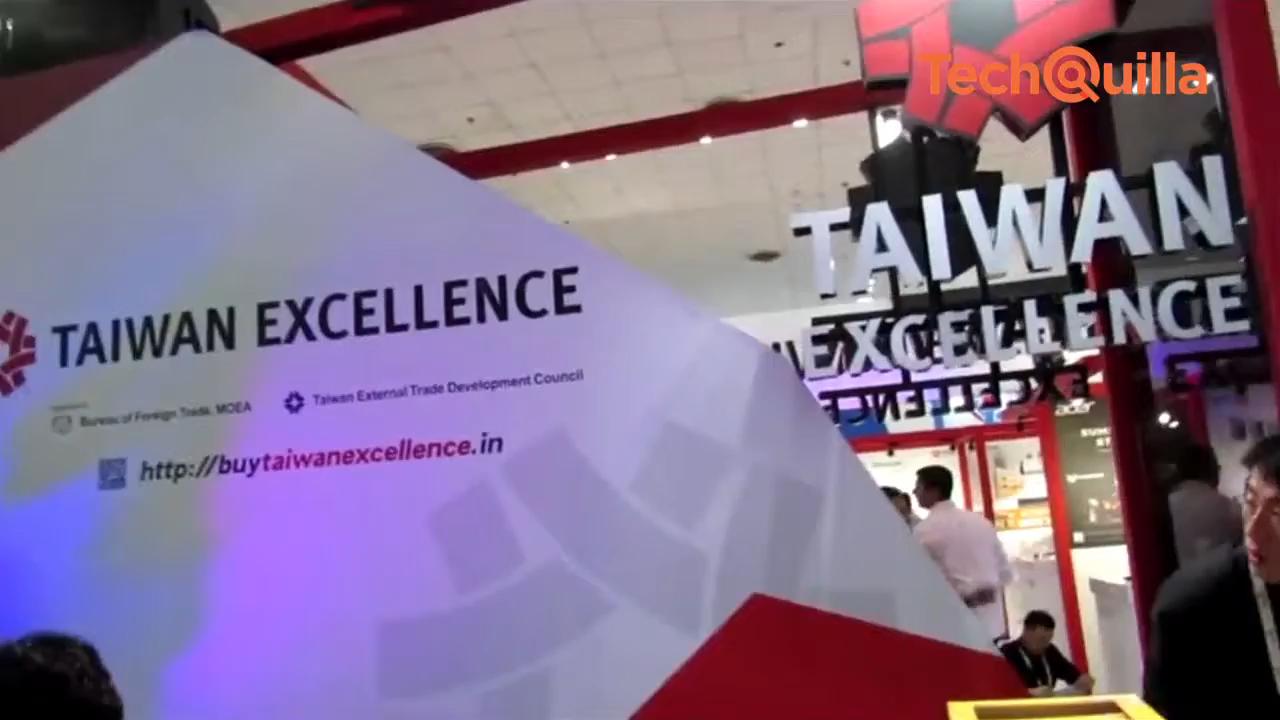 TechQuilla
TAIWAN
EXCELLENCE
TAIWAN EXCELLENCE
Bureau of Foreign Trade, MOEA
Taiwan External Trade Development Council
http://buytaiwanexcellence.in
acer